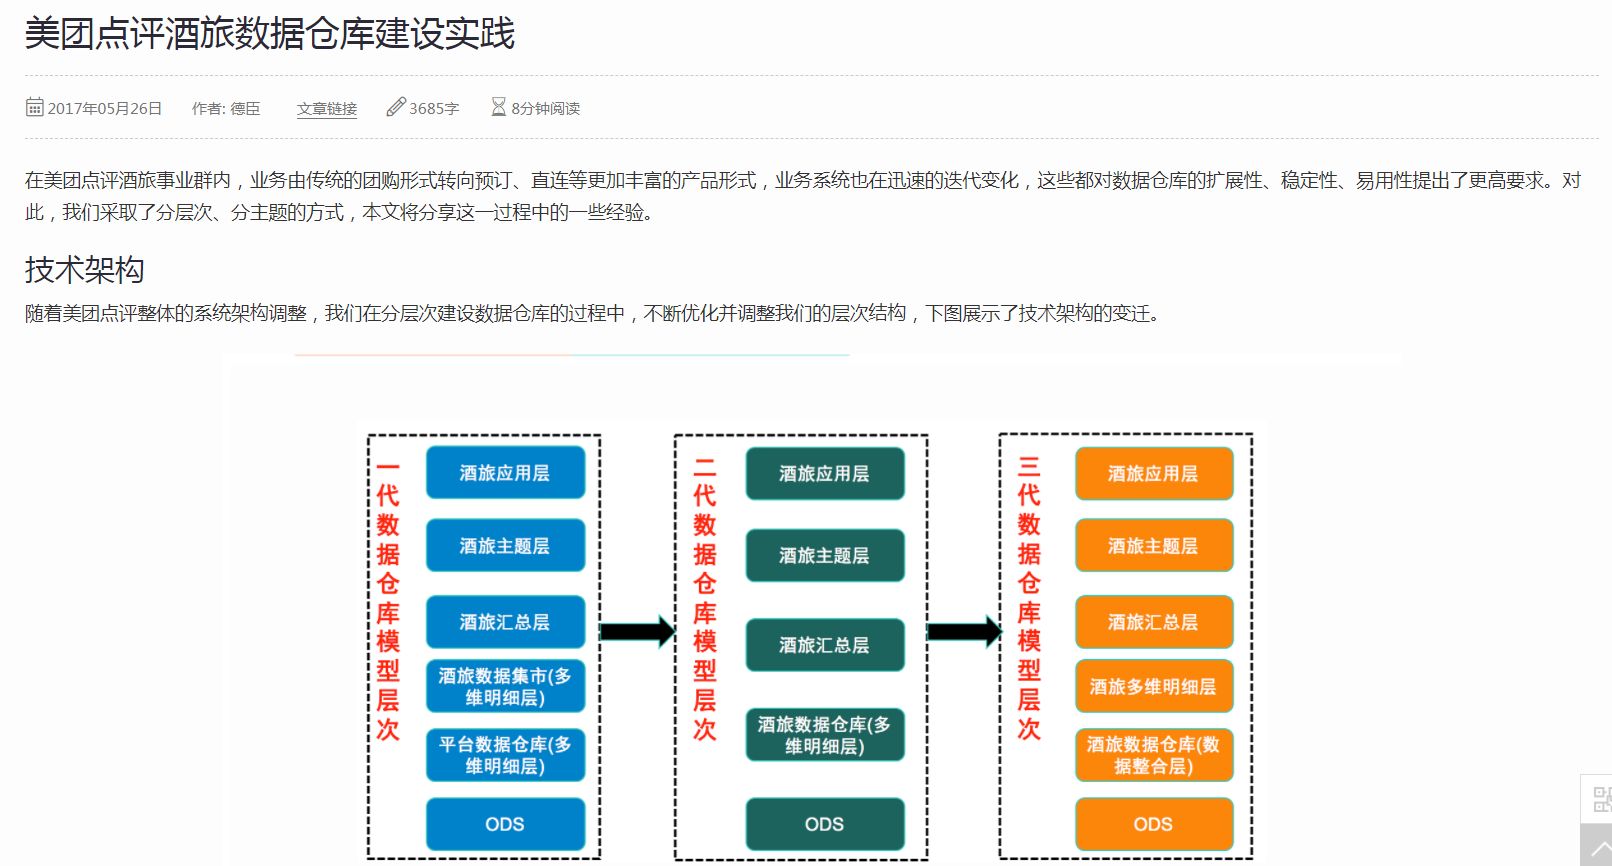 美团点评酒旅数据仓库建设实践
2017年05月26日 作者: 德臣 文章链接 3685字 8分钟阅读
在美团点评酒旅事业群内，业务由传统的团购形式转向预订、直连等更加丰富的产品形式，业务系统也在迅速的迭代变化，这些都对数据仓库的扩展性、稳定性、易用性提出了更高要求。对
此，我们采取了分层次、分主题的方式，本文将分享这一过程中的一些经验。
技术架构
随着美团点评整体的系统架构调整，我们在分层次建设数据仓库的过程中，不断优化并调整我们的层次结构，下图展示了技术架构的变迁。
一代数据仓库模型层次
酒旅应用层
酒旅主题层
酒旅汇总层
酒旅数据集市(多
维明细层)
平台数据仓库(多
维明细层)
ODS
二代数据仓库模型层次
酒旅应用层
酒旅主题层
酒旅汇总层
酒旅数据仓库(多
维明细层)
ODS
三代数据仓库模型层次
酒旅应用层
酒旅主题层
酒旅汇总层
酒旅多维明细层
酒旅数据仓库(数
据整合层)
ODS